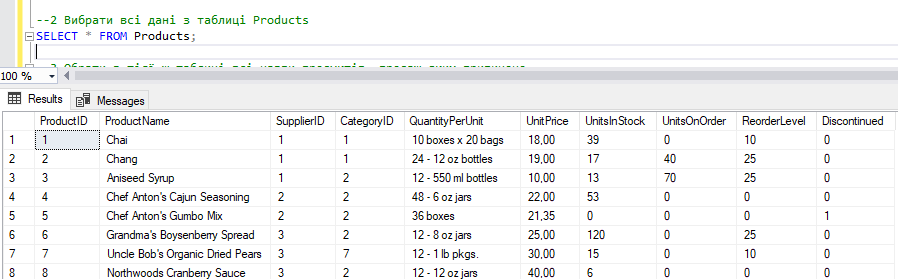 --2 Вибрати всі дані з таблиці Products
SELECT * FROM Products;
100 %
Results Messages
ProductID ProductName SupplierID CategoryID QuantityPerUnit UnitPrice UnitsInStock UnitsOnOrder ReorderLevel Discontinued
1 1 Chai 1 1 10 boxes x 20 bags 18,00 39 0 10 0
2 2 Chang 1 1 24 - 12 oz bottles 19,00 17 40 25 0
3 3 Aniseed Syrup 1 2 12 - 550 ml bottles 10,00 13 70 25 0
4 4 Chef Anton's Cajun Seasoning 2 2 48 - 6 oz jars 22,00 53 0 0 0
5 5 Chef Anton's Gumbo Mix 2 2 36 boxes 21,35 0 0 0 1
6 6 Grandma's Boysenberry Spread 3 2 12 - 8 oz jars 25,00 120 0 25 0
7 7 Uncle Bob's Organic Dried Pears 3 7 12 - 1 lb pkgs. 30,00 15 0 10 0
8 8 Northwoods Cranberry Sauce 3 2 12 - 12 oz jars 40,00 6 0 0 0